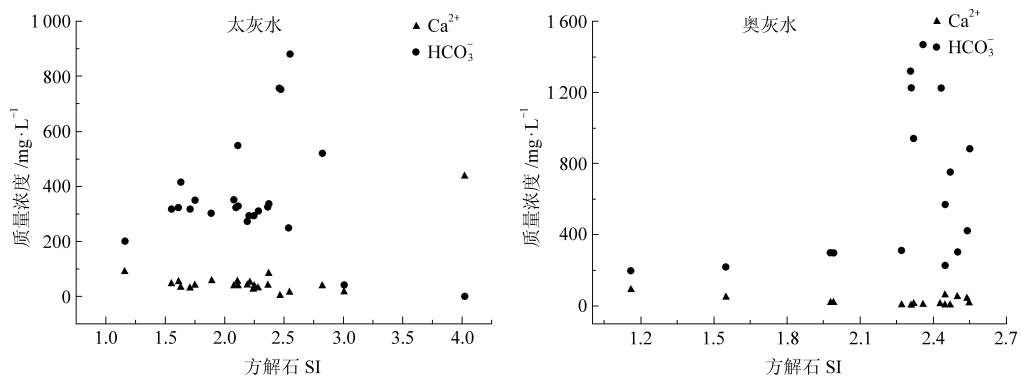 太灰水
Ca²⁺
HCO₃⁻
1 000
800
600
400
200
0
质量浓度/mg·L⁻¹
1.0 1.5 2.0 2.5 3.0 3.5 4.0
方解石 SI
奥灰水
Ca²⁺
HCO₃⁻
1 600
1 200
800
400
0
质量浓度/mg·L⁻¹
1.2 1.5 1.8 2.1 2.4 2.7
方解石 SI